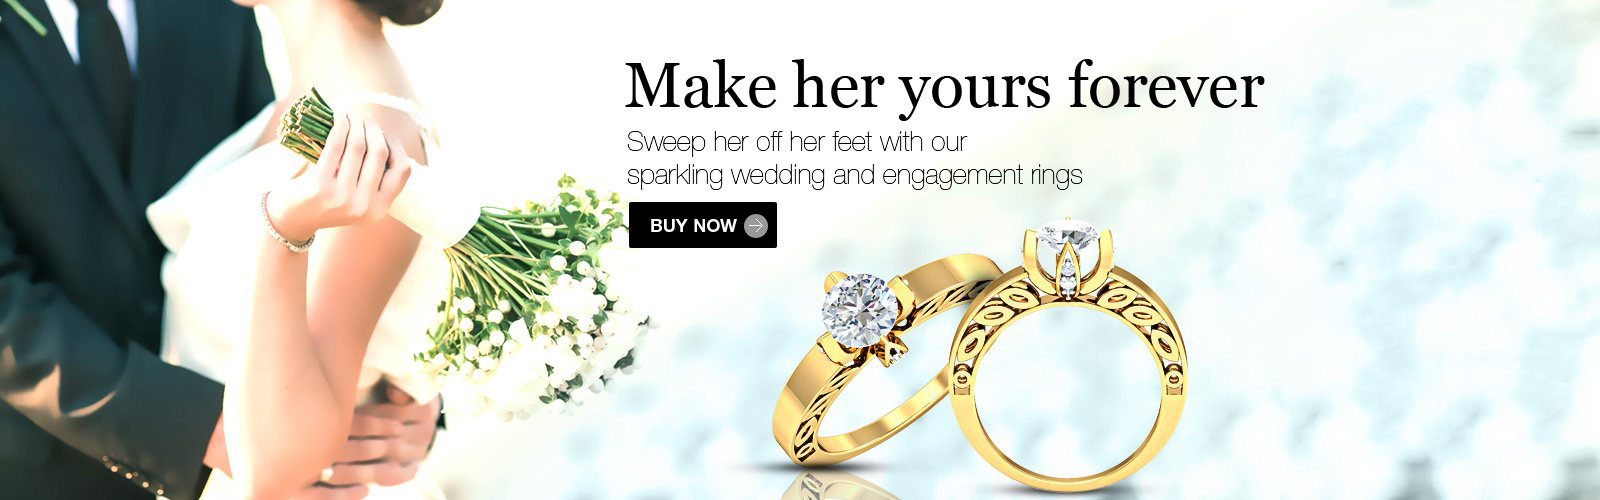 Make her yours forever
Sweep her off her feet with our
sparkling wedding and engagement rings
BUY NOW